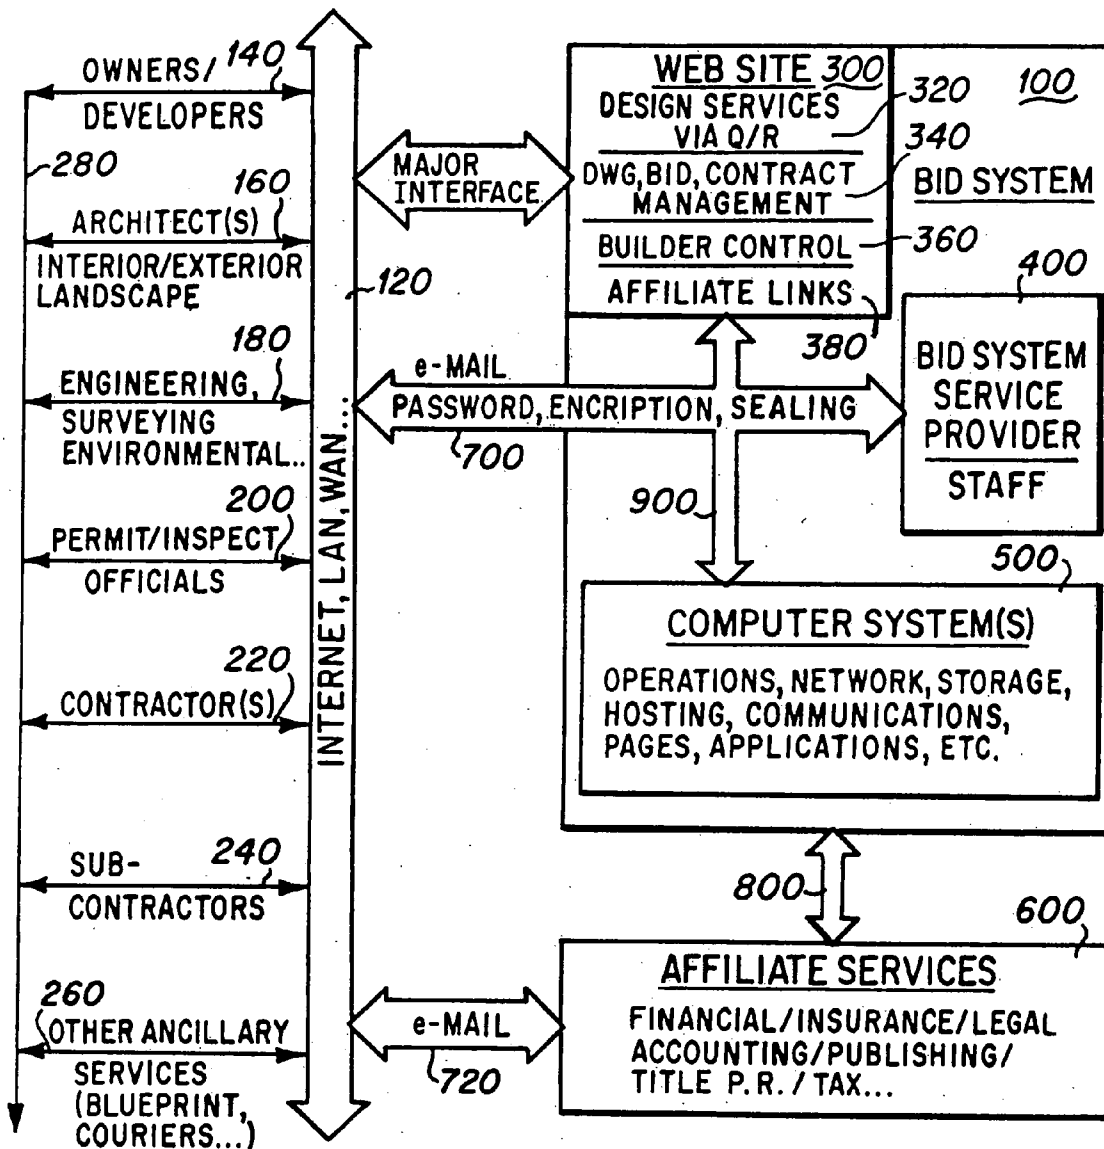 OWNERS/ 140
DEVELOPERS
280
160
ARCHITECT(S)
INTERIOR/EXTERIOR
LANDSCAPE
120
180
ENGINEERING,
SURVEYING
ENVIRONMENTAL..
200
PERMIT/INSPECT
OFFICIALS
220
CONTRACTOR(S)
SUB- 240
CONTRACTORS
260
OTHER ANCILLARY
SERVICES
(BLUEPRINT,
COURIERS...)
INTERNET, LAN, WAN...
MAJOR
INTERFACE
WEB SITE 300
DESIGN SERVICES 320
VIA Q/R
340
DWG, BID, CONTRACT
MANAGEMENT
BUILDER CONTROL 360
AFFILIATE LINKS
380
100
BID SYSTEM
400
BID SYSTEM
SERVICE
PROVIDER
STAFF
e-MAIL
PASSWORD, ENCRIPTION, SEALING
700
900
500
COMPUTER SYSTEM(S)
OPERATIONS, NETWORK, STORAGE,
HOSTING, COMMUNICATIONS,
PAGES, APPLICATIONS, ETC.
800
600
AFFILIATE SERVICES
FINANCIAL/INSURANCE/LEGAL
ACCOUNTING/PUBLISHING/
TITLE P.R./ TAX...
e-MAIL
720